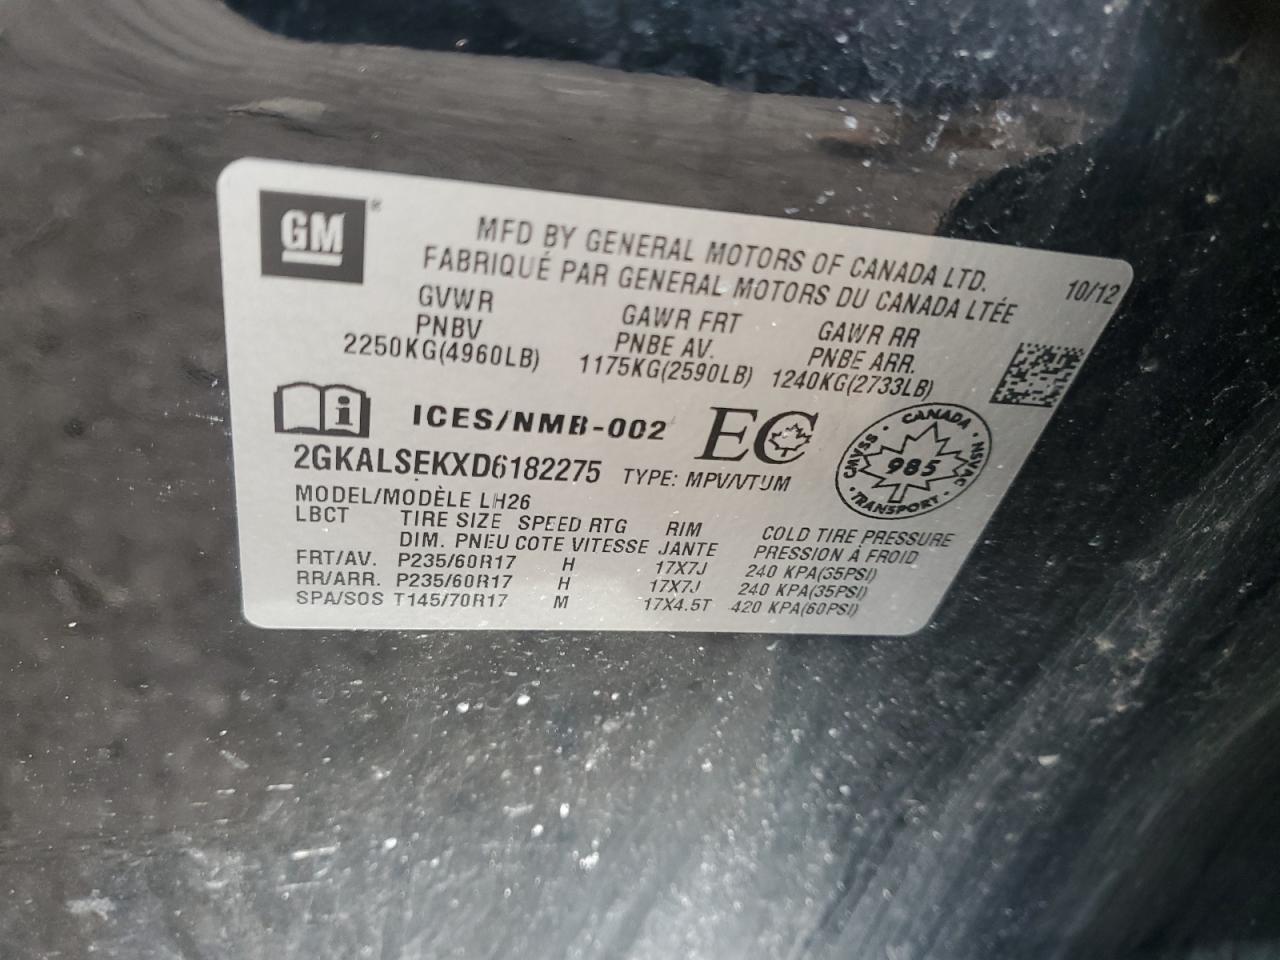 GM®
MFD BY GENERAL MOTORS OF CANADA LTD.
FABRIQUÉ PAR GENERAL MOTORS DU CANADA LTÉE
10/12
GVWR GAWR FRT GAWR RR
PNBV PNBE AV. PNBE ARR.
2250KG(4960LB) 1175KG(2590LB) 1240KG(2733LB)
i ICES/NMB-002 EC
CANADA CMVSS 985 NSVAC TRANSPORT
2GKALSEKXD6182275 TYPE: MPV/VTUM
MODEL/MODÈLE LH26
LBCT TIRE SIZE SPEED RTG RIM COLD TIRE PRESSURE
DIM. PNEU COTE VITESSE JANTE PRESSION À FROID
FRT/AV. P235/60R17 H 17X7J 240 KPA(35PSI)
RR/ARR. P235/60R17 H 17X7J 240 KPA(35PSI)
SPA/SOS T145/70R17 M 17X4.5T 420 KPA(60PSI)